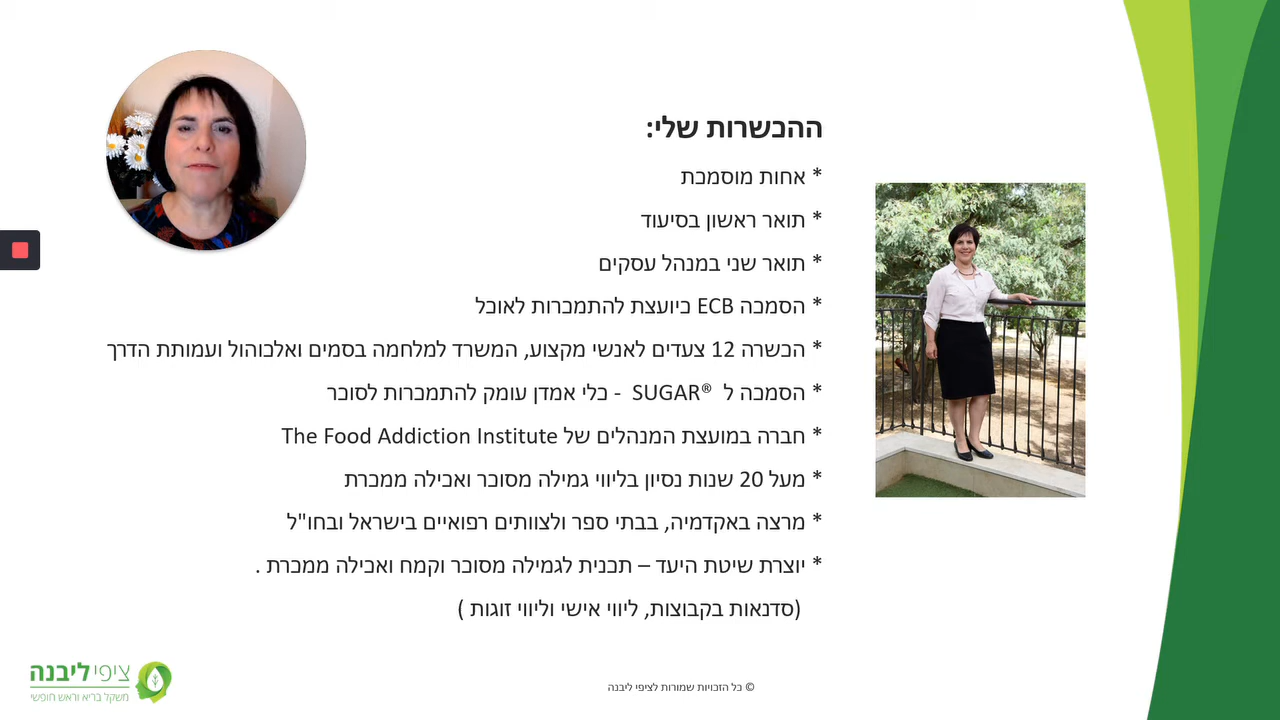 ההכשרות שלי:
* אחות מוסמכת
* תואר ראשון בסיעוד
* תואר שני במנהל עסקים
* הסמכה ECB כיועצת להתמכרות לאוכל
* הכשרה 12 צעדים לאנשי מקצוע, המשרד למלחמה בסמים ואלכוהול ועמותת הדרך
* הסמכה ל SUGAR® - כלי אמדן עומק להתמכרות לסוכר
* חברה במועצת המנהלים של The Food Addiction Institute
* מעל 20 שנות נסיון בליווי גמילה מסוכר ואכילה ממכרת
* מרצה באקדמיה, בבתי ספר ולצוותים רפואיים בישראל ובחו"ל
* יוצרת שיטת היעד – תכנית לגמילה מסוכר וקמח ואכילה ממכרת .
(סדנאות בקבוצות, ליווי אישי וליווי זוגות )
ציפי ליבנה
משקל בריא וראש חופשי
© כל הזכויות שמורות לציפי ליבנה